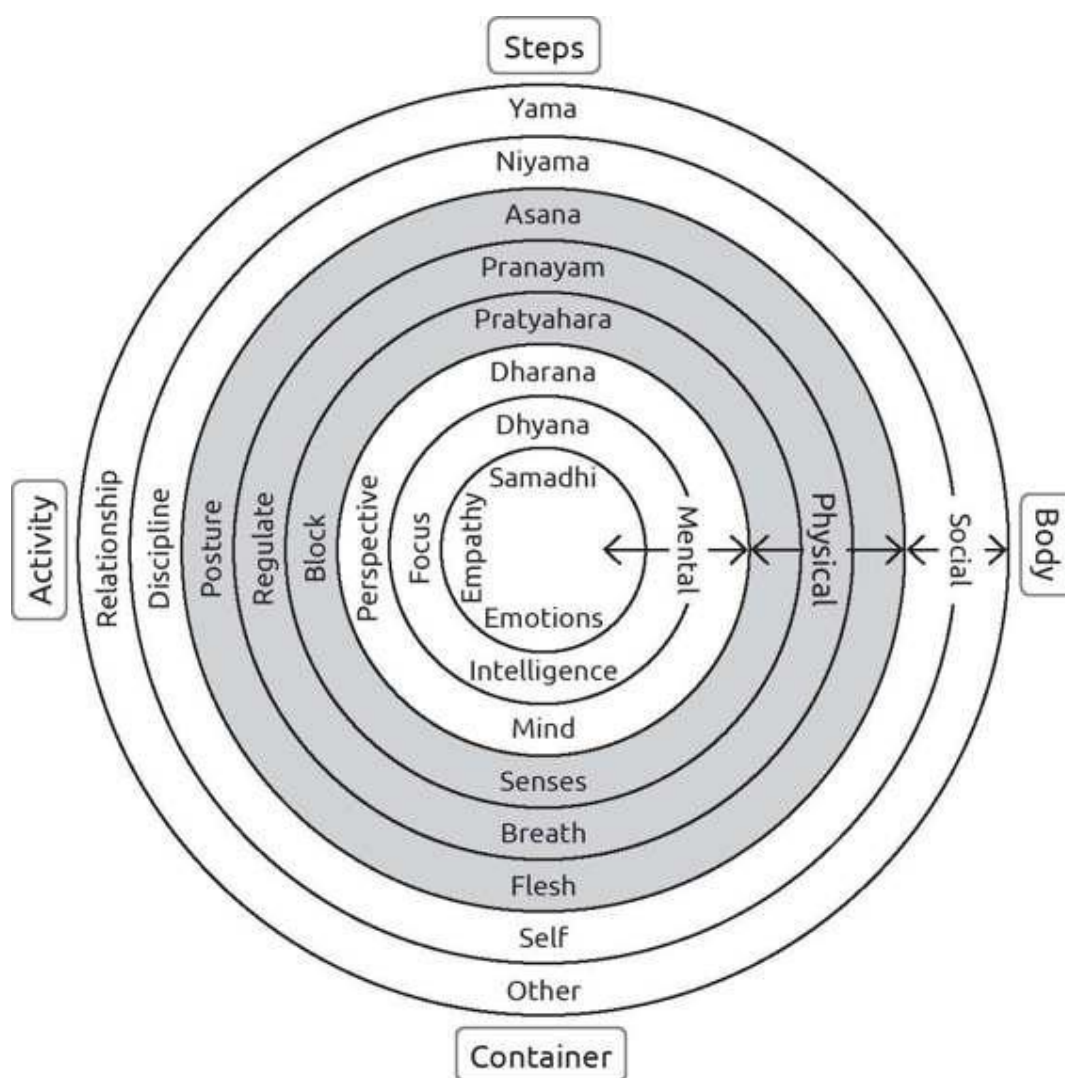 Steps
Yama
Niyama
Asana
Pranayam
Pratyahara
Dharana
Dhyana
Samadhi
Activity
Relationship
Discipline
Posture
Regulate
Block
Perspective
Focus
Empathy
Mental
Physical
Social
Body
Emotions
Intelligence
Mind
Senses
Breath
Flesh
Self
Other
Container